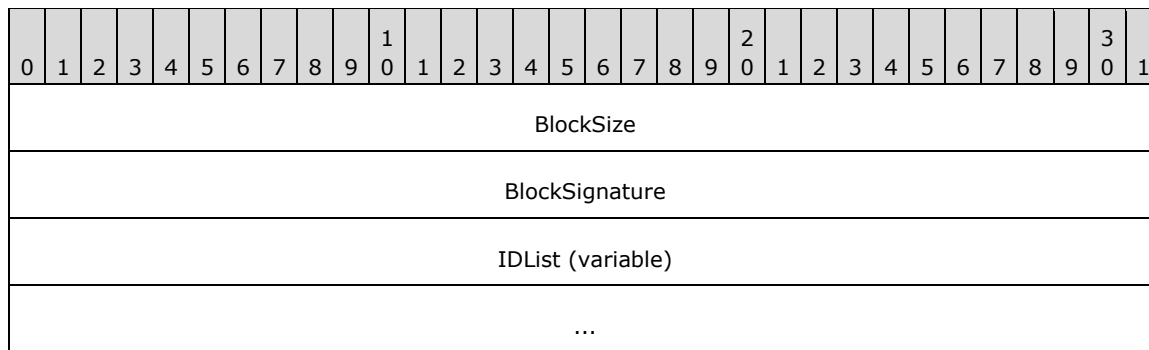 1 2 3
0 1 2 3 4 5 6 7 8 9 0 1 2 3 4 5 6 7 8 9 0 1 2 3 4 5 6 7 8 9 0 1
BlockSize
BlockSignature
IDList (variable)
...